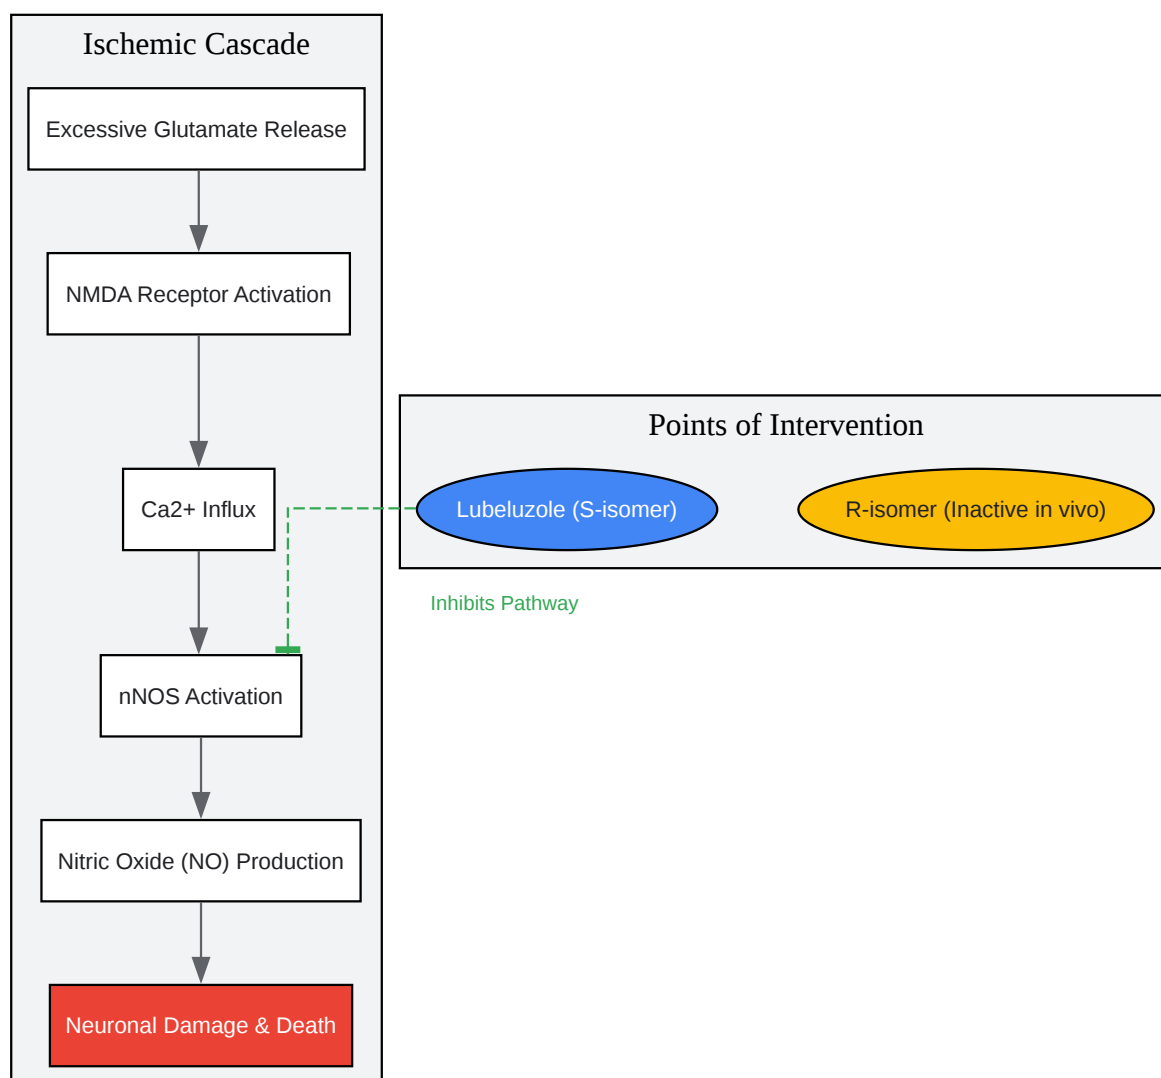 Ischemic Cascade
Excessive Glutamate Release
NMDA Receptor Activation
Points of Intervention
Ca2+ Influx
Lubeluzole (S-isomer)
R-isomer (Inactive in vivo)
Inhibits Pathway
nNOS Activation
Nitric Oxide (NO) Production
Neuronal Damage & Death